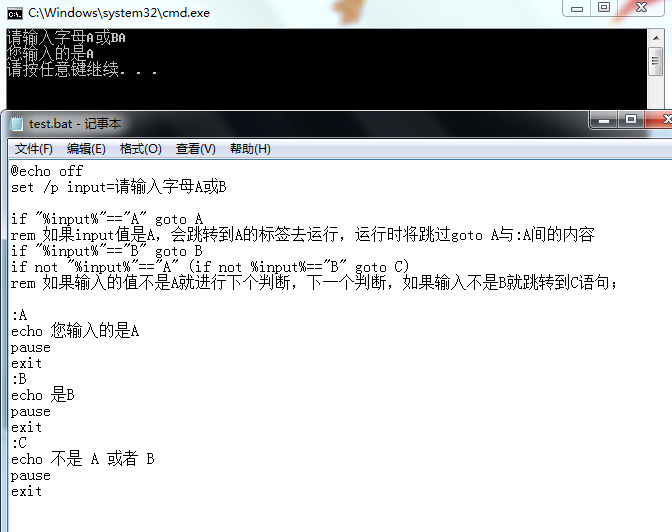 C:\Windows\system32\cmd.exe
请输入字母A或BA
您输入的是A
请按任意键继续. . .
test.bat - 记事本
文件(F) 编辑(E) 格式(O) 查看(V) 帮助(H)
@echo off
set /p input=请输入字母A或B
if "%input%"=="A" goto A
rem 如果input值是A，会跳转到A的标签去运行，运行时将跳过goto A与:A间的内容
if "%input%"=="B" goto B
if not "%input%"=="A" (if not %input%=="B" goto C)
rem 如果输入的值不是A就进行下个判断，下一个判断，如果输入不是B就跳转到C语句；
:A
echo 您输入的是A
pause
exit
:B
echo 是B
pause
exit
:C
echo 不是 A 或者 B
pause
exit